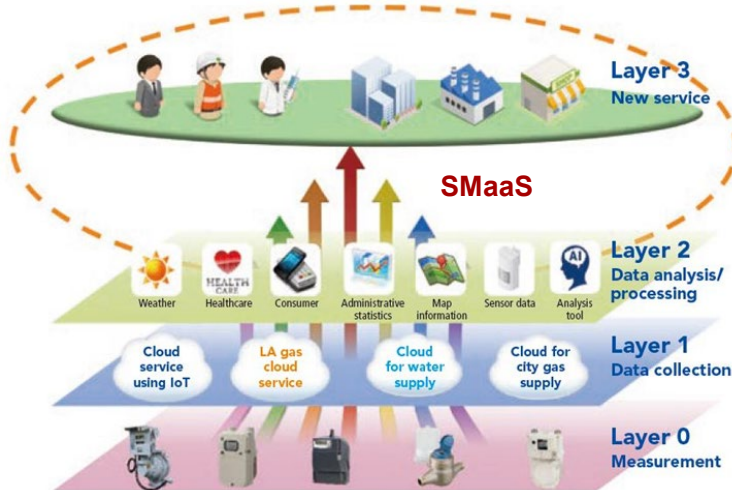 Layer 3
New service
SMaaS
Layer 2
Data analysis/
processing
HEALTH
CARE
AI
Weather
Healthcare
Consumer
Administrative
statistics
Map
information
Sensor data
Analysis
tool
Layer 1
Data collection
Cloud
service
using IoT
LA gas
cloud
service
Cloud
for water
supply
Cloud for
city gas
supply
Layer 0
Measurement